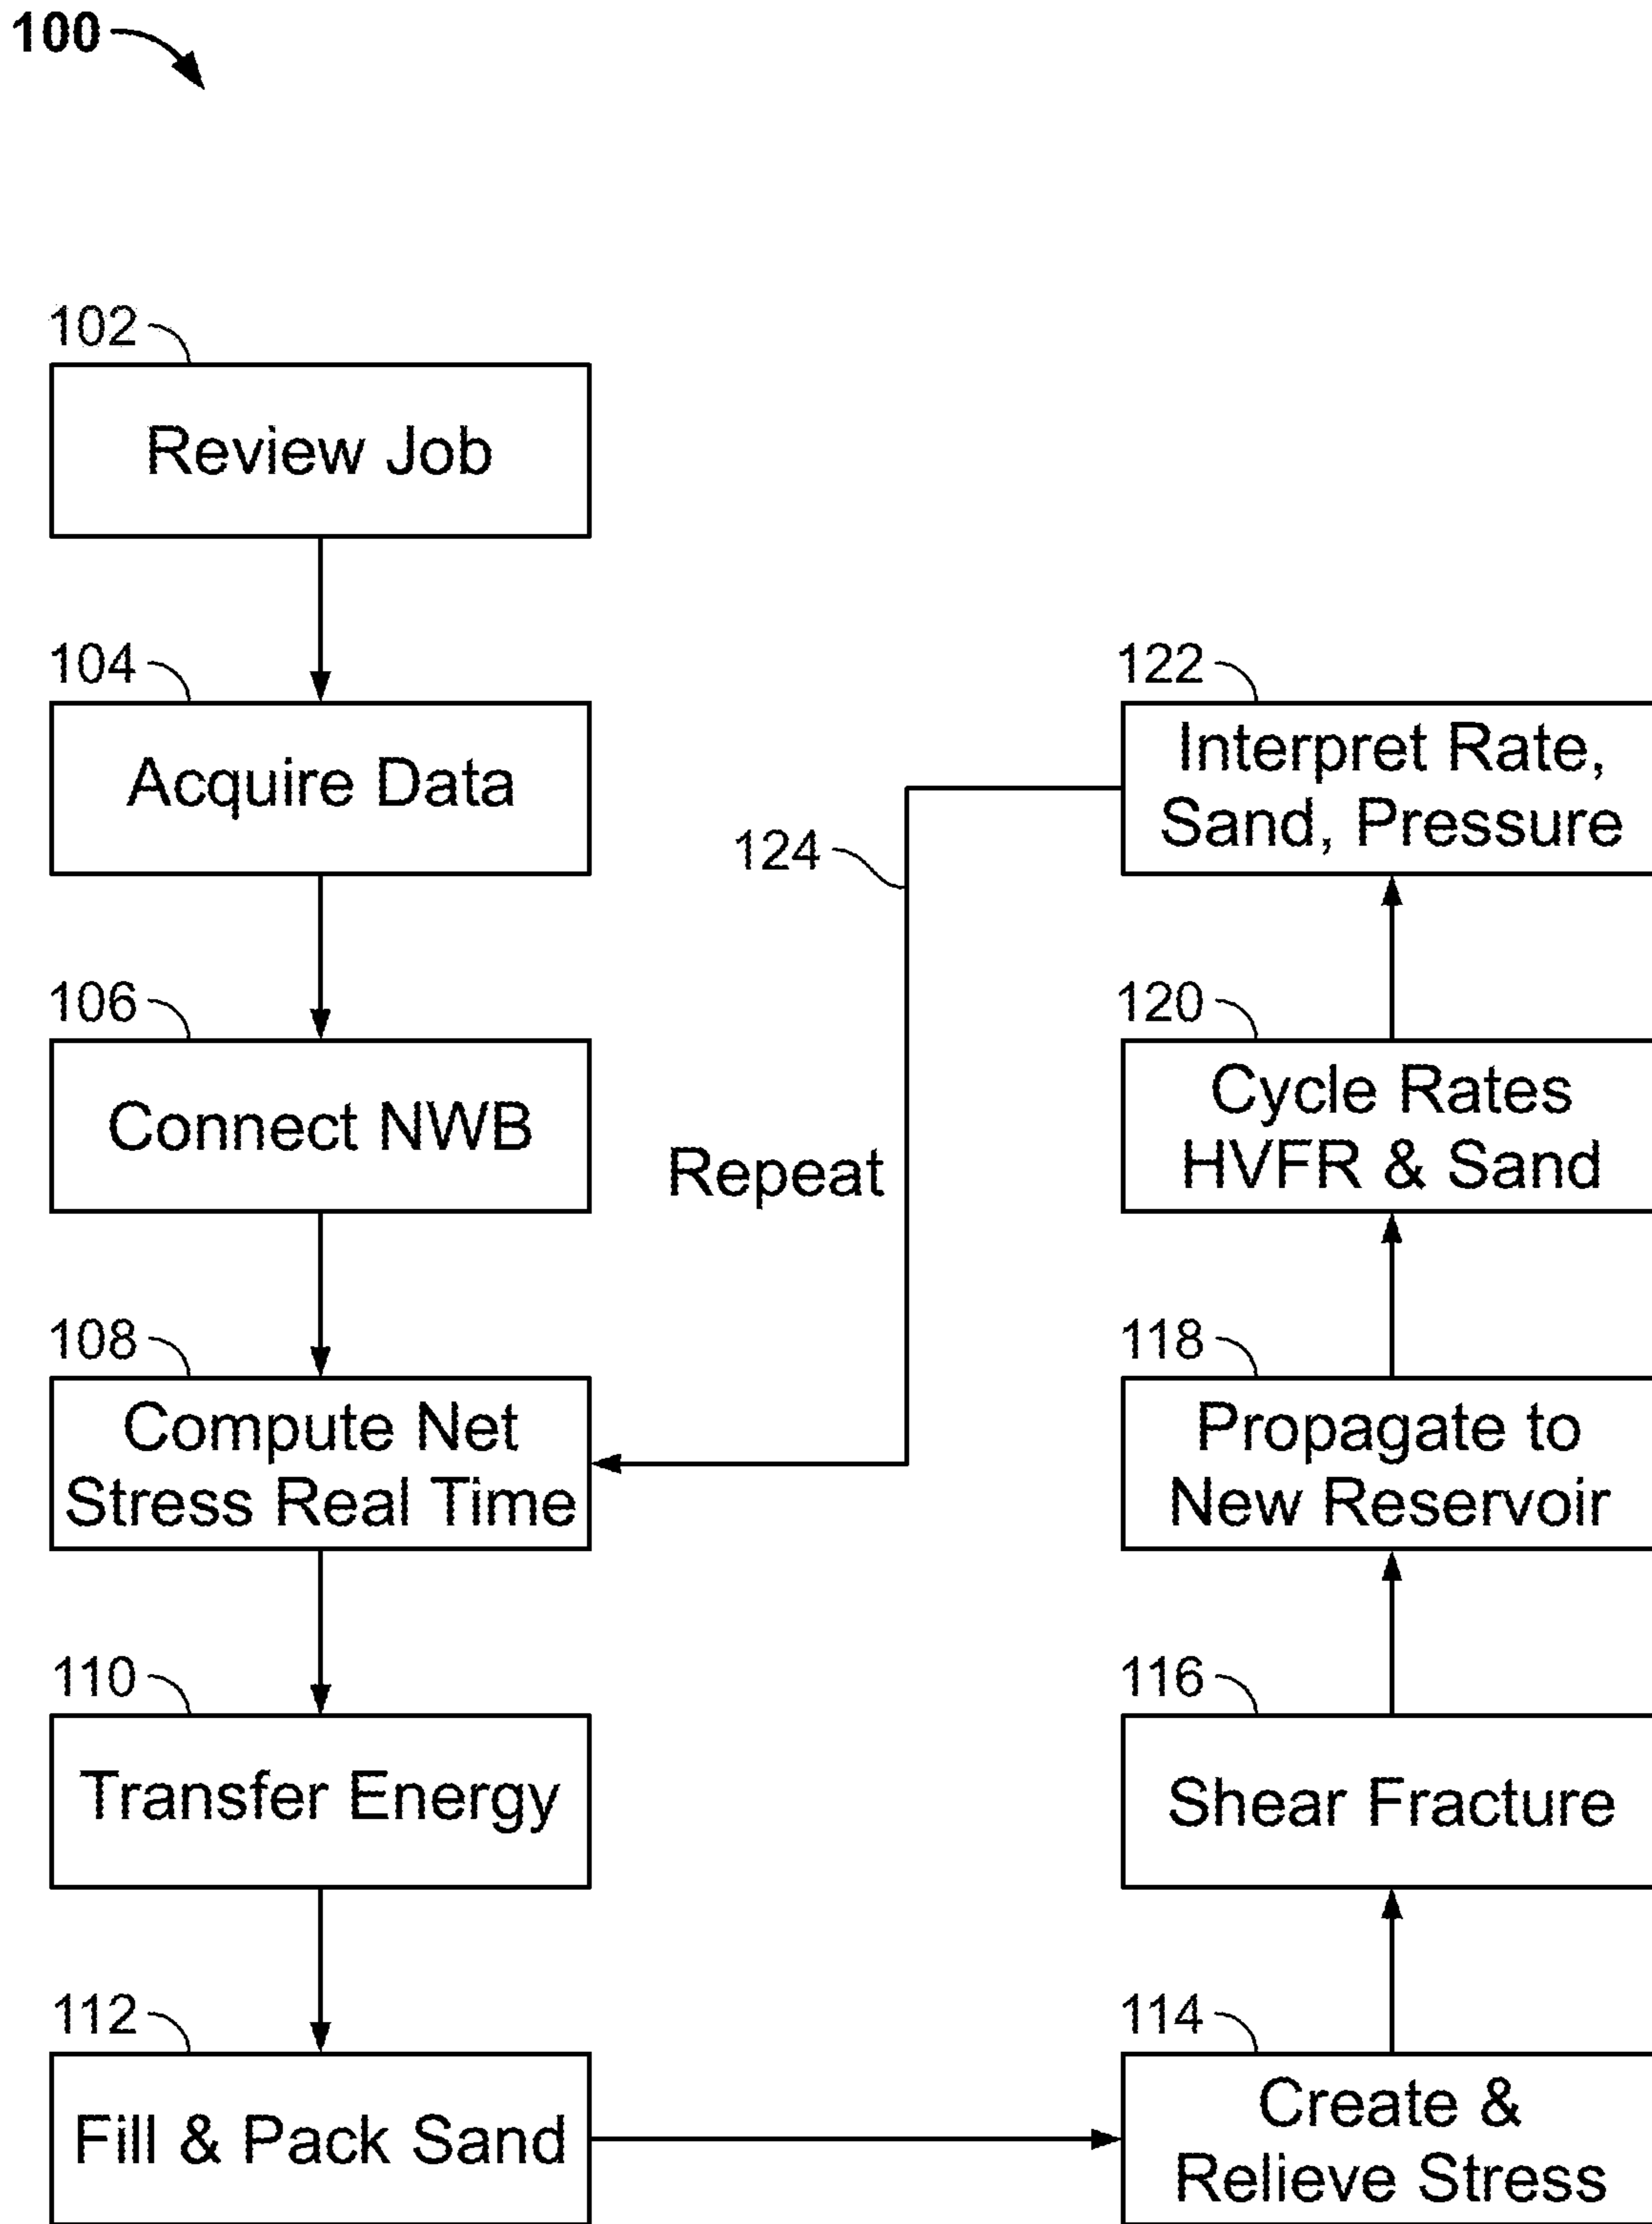 100
102
Review Job
104
Acquire Data
106
Connect NWB
108
Compute Net
Stress Real Time
110
Transfer Energy
112
Fill & Pack Sand
114
Create &
Relieve Stress
116
Shear Fracture
118
Propagate to
New Reservoir
120
Cycle Rates
HVFR & Sand
122
Interpret Rate,
Sand, Pressure
124
Repeat